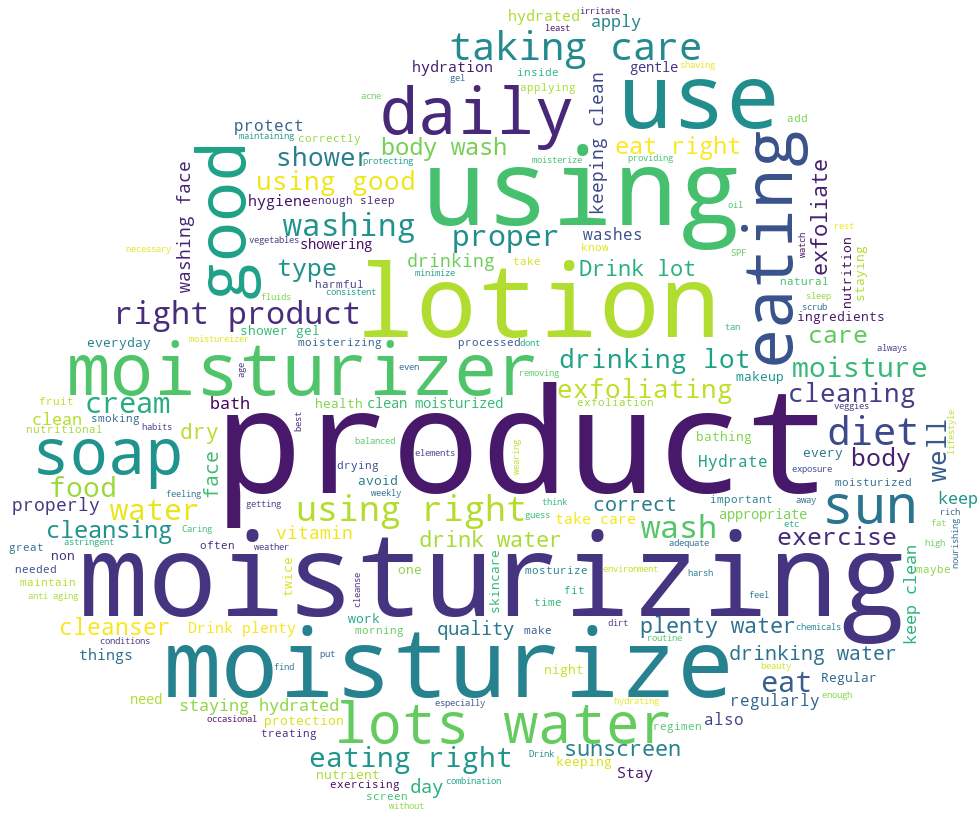 irritate
hydrated
apply
least
taking care
hydration
gentle
shaving
gel
inside
applying
use
daily
keeping clean
acne
protect
add
maintaining
correctly
body wash
eat right
eating
good
shower
protecting
moisterize
providing
using
washing face
using good
exfoliate
hygiene
enough sleep
oil
washing
proper
washes
rest
necessary
vegetables
showering
know
SPF
watch
nutrition
staying
type
drinking
take
Drink lot
harmful
minimize
natural
fluids
consistent
lotion
sleep
right product
scrub
ingredients
shower gel
tan
care
everyday
moistureizer
moisterizing
processed
dont
always
moisturizer
age
even
removing
drinking lot
makeup
moisture
fruit
cream
bath
health
clean moisturized
exfoliating
exfoliation
cleaning
smoking
habits
best
veggies
clean
nutritional
dry
product
bathing
diet
well
lifestyle
soap
face
drying
balanced
elements
wearing
every
body
avoid
Hydrate
exposure
food
feeling
weekly
moisturized
properly
water
getting
using right
think
correct
important
away
sun
keep
rich
cleansing
Caring
guess
take care
appropriate
fat
astringent
vitamin
drink water
wash
etc
exercise
high
nourishing
great
non
often
weather
adequate
needed
twice
one
mosturize
environment
harsh
maybe
maintain
cleanse
skincare
fit
anti aging
moisturizing
time
feel
keep clean
work
dirt
chemicals
cleanser
Drink plenty
morning
quality
make
plenty water
conditions
routine
things
moisturize
drinking water
put
find
night
beauty
eat
Regular
need
staying hydrated
especially
hydrating
regularly
enough
occasional
protection
lots water
regimen
also
treating
eating right
Drink
sunscreen
keeping
nutrient
Stay
exercising
day
combination
screen
without